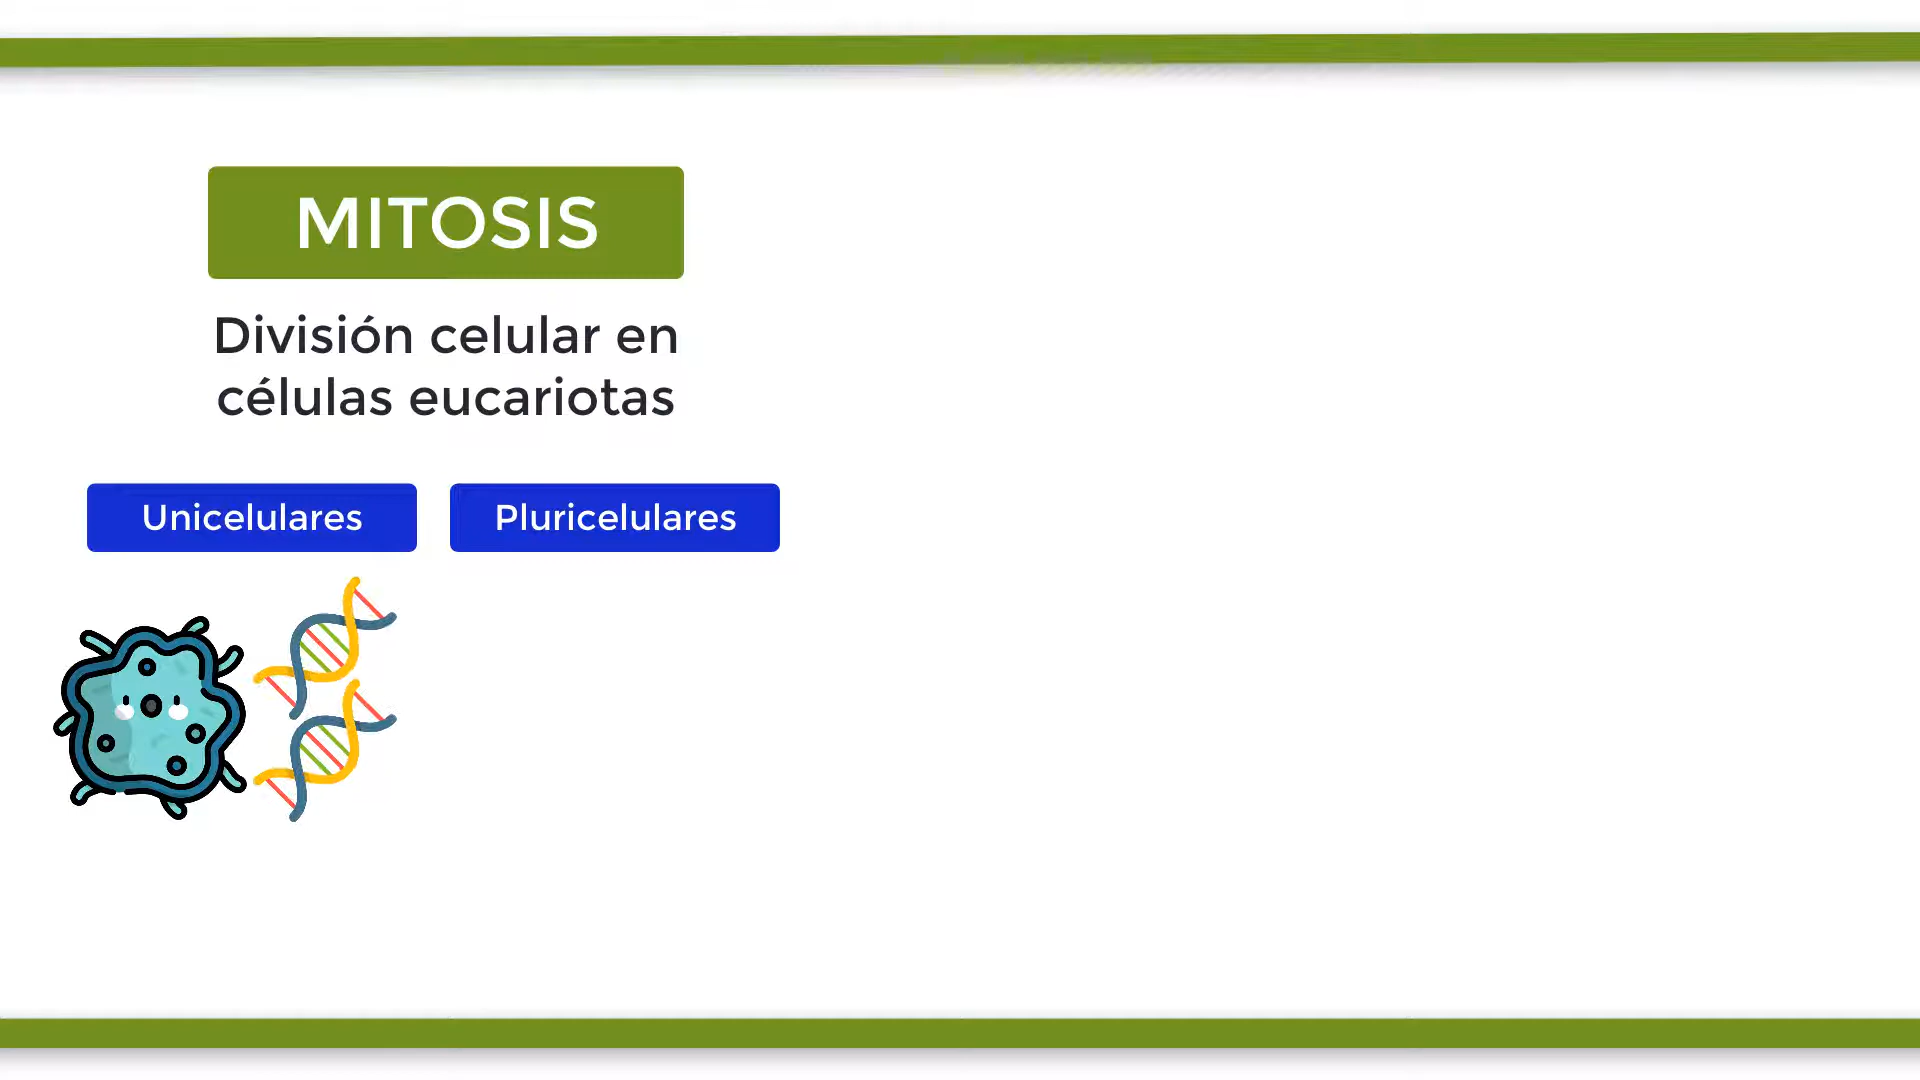 MITOSIS
División celular en
células eucariotas
Unicelulares
Pluricelulares